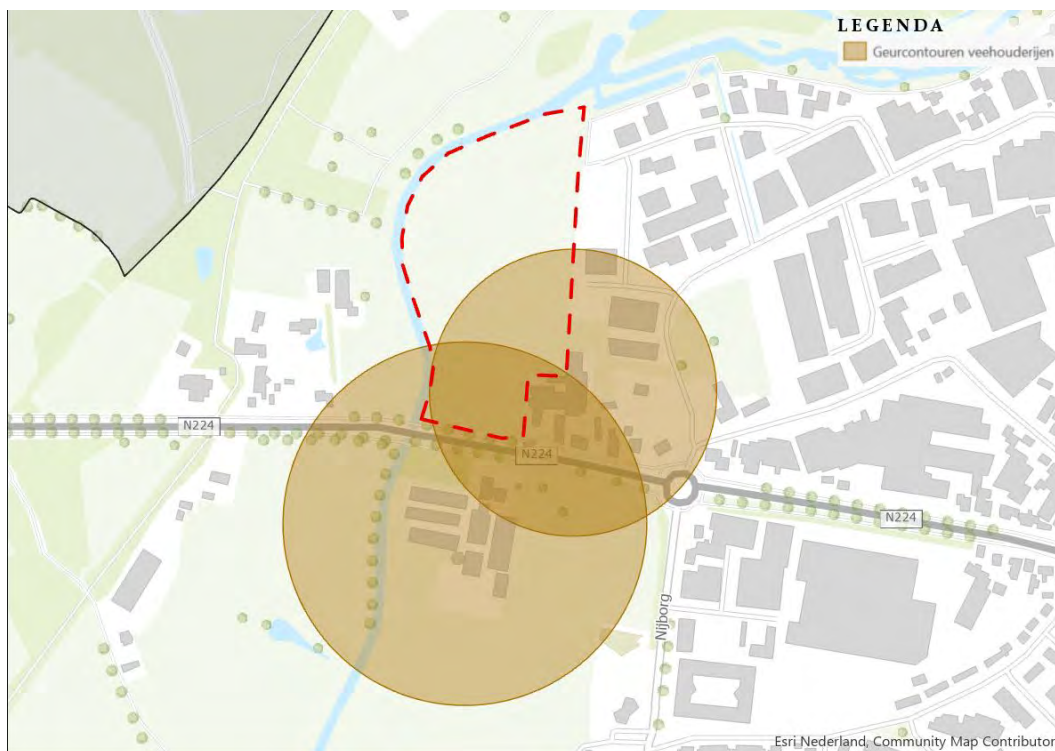 LEGENDA
Geurcontouren veehouderijen
N224
N224
N224
Nijborg
Esri Nederland, Community Map Contributor